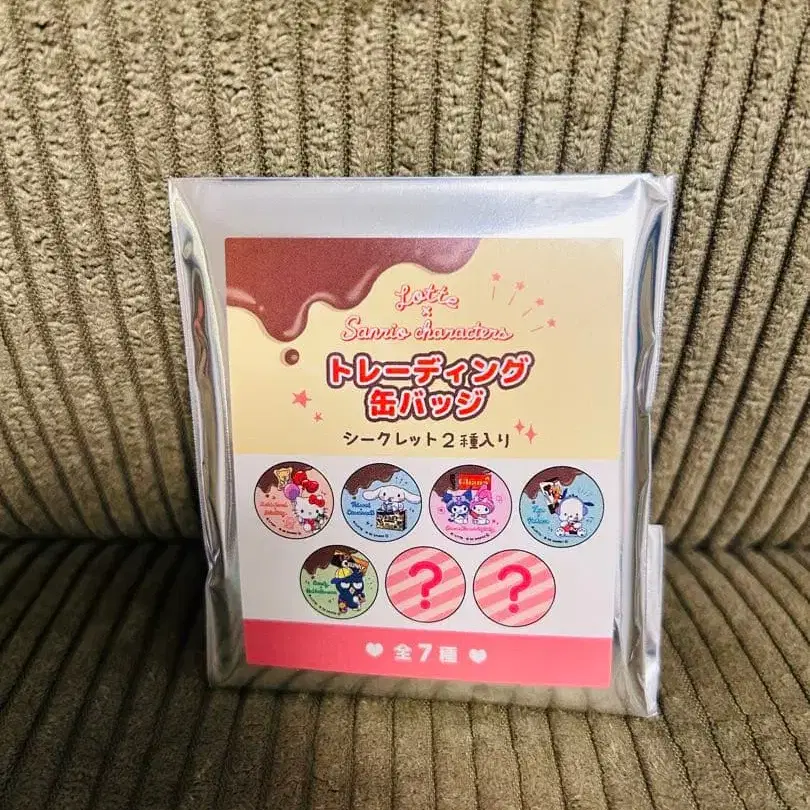 Lotte
×
Sanrio characters
トレーディング
缶バッジ
シークレット2種入り
Ghana
? ?
♥ 全7種 ♥